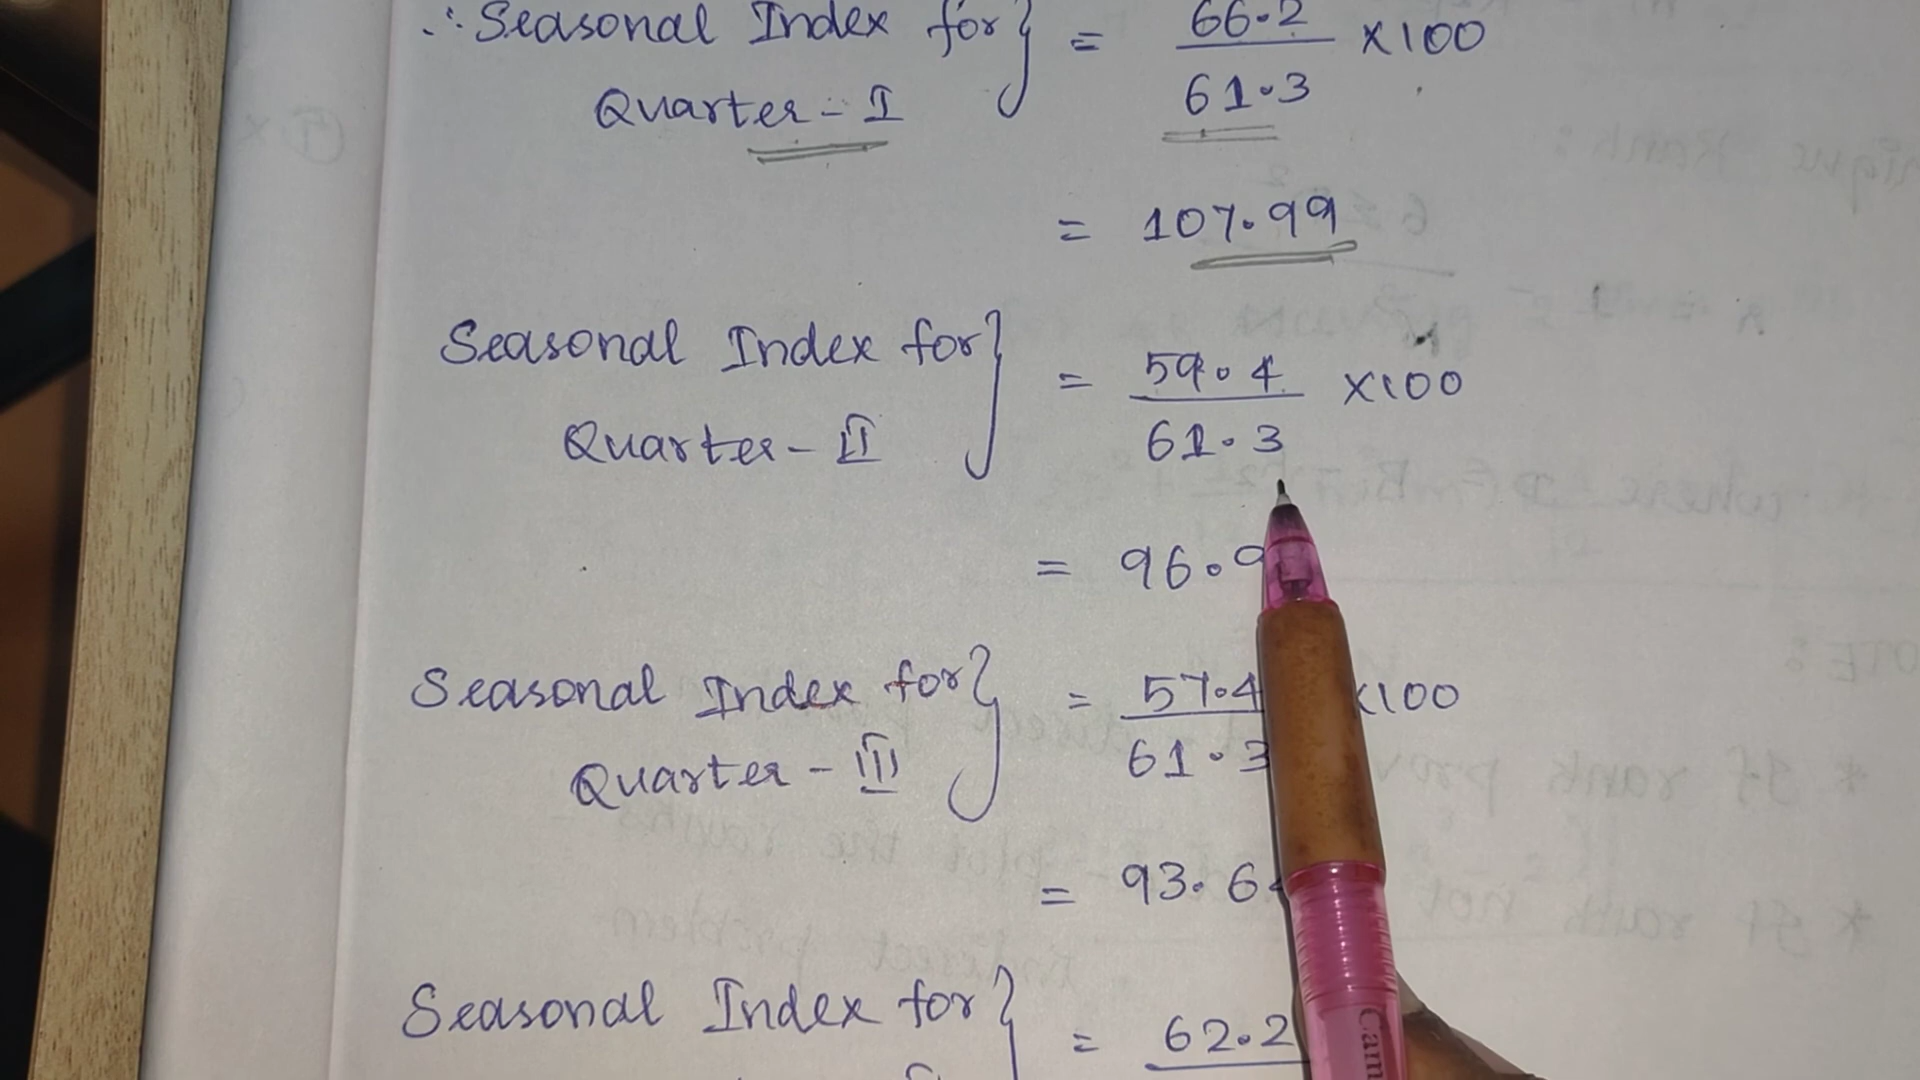 ∴ Seasonal Index for } = 66.2 / 61.3 × 100
Quarter - I
= 107.99
Seasonal Index for } = 59.4 / 61.3 × 100
Quarter - II
= 96.9
Seasonal Index for } = 57.4 / 61.3 × 100
Quarter - III
= 93.6
Seasonal Index for } = 62.2
Cam